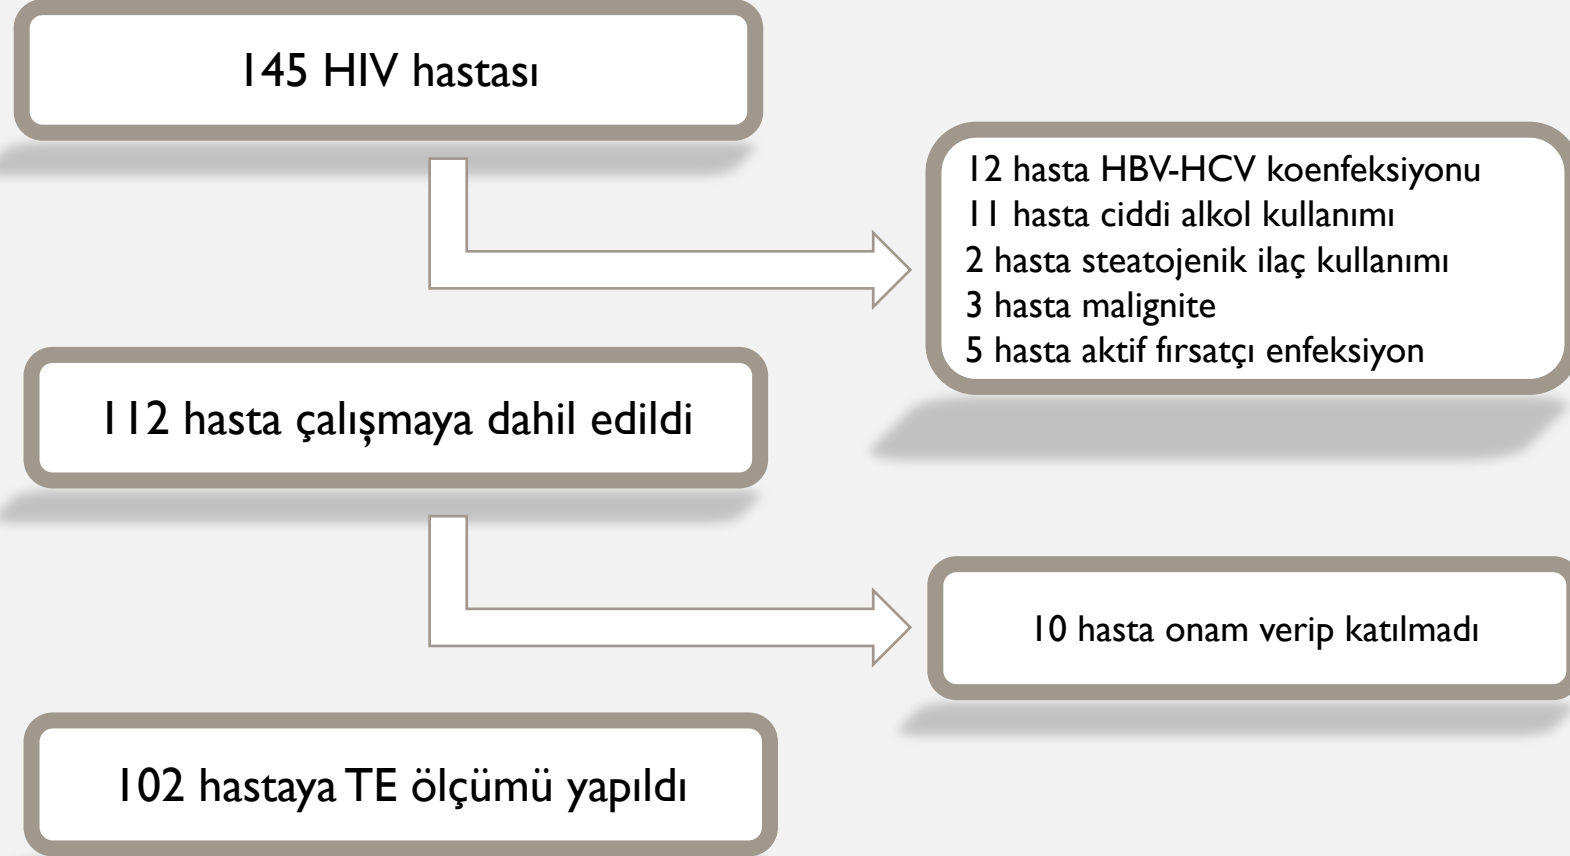 145 HIV hastası
12 hasta HBV-HCV koenfeksiyonu
11 hasta ciddi alkol kullanımı
2 hasta steatojenik ilaç kullanımı
3 hasta malignite
5 hasta aktif fırsatçı enfeksiyon
112 hasta çalışmaya dahil edildi
10 hasta onam verip katılmadı
102 hastaya TE ölçümü yapıldı